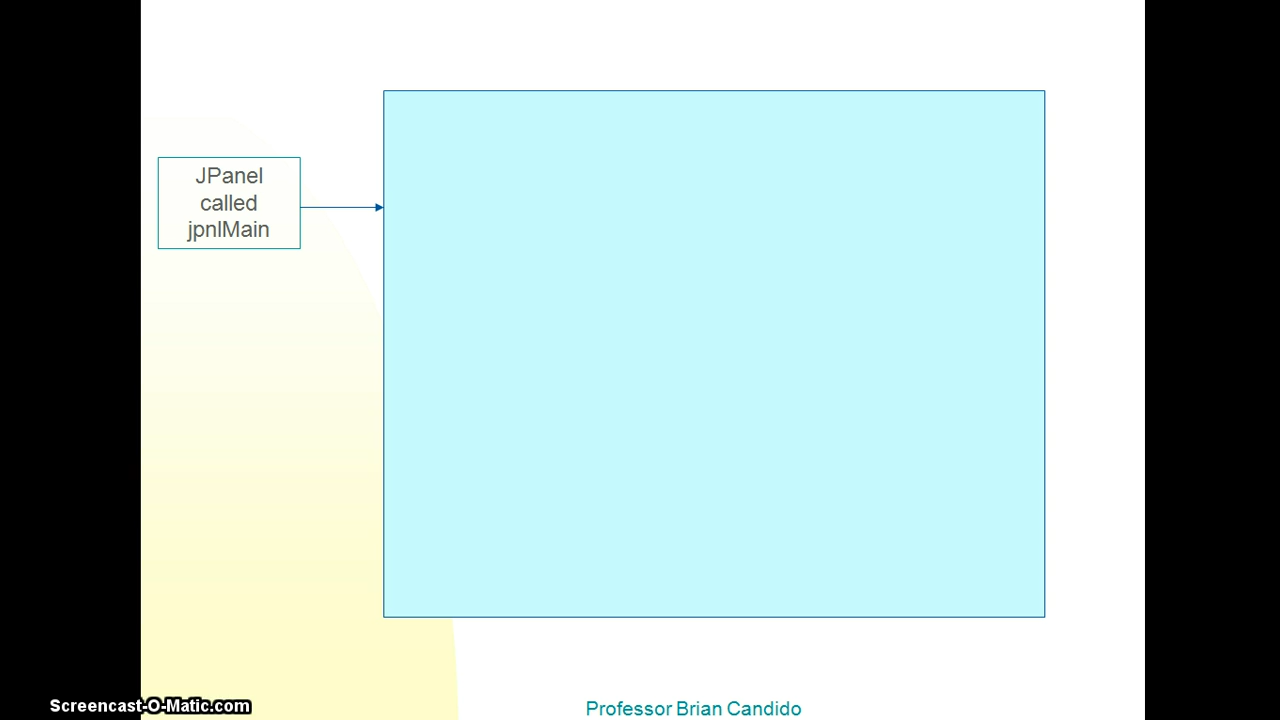 JPanel
called
jpnlMain
Screencast-O-Matic.com
Professor Brian Candido